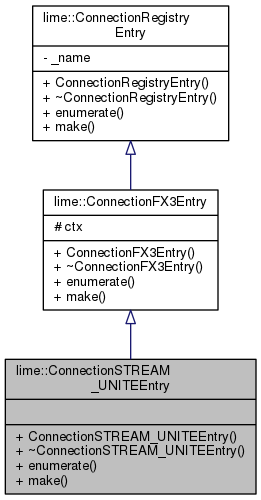 lime::ConnectionRegistry
Entry
- _name
+ ConnectionRegistryEntry()
+ ~ConnectionRegistryEntry()
+ enumerate()
+ make()
lime::ConnectionFX3Entry
# ctx
+ ConnectionFX3Entry()
+ ~ConnectionFX3Entry()
+ enumerate()
+ make()
lime::ConnectionSTREAM
_UNITEEntry
+ ConnectionSTREAM_UNITEEntry()
+ ~ConnectionSTREAM_UNITEEntry()
+ enumerate()
+ make()